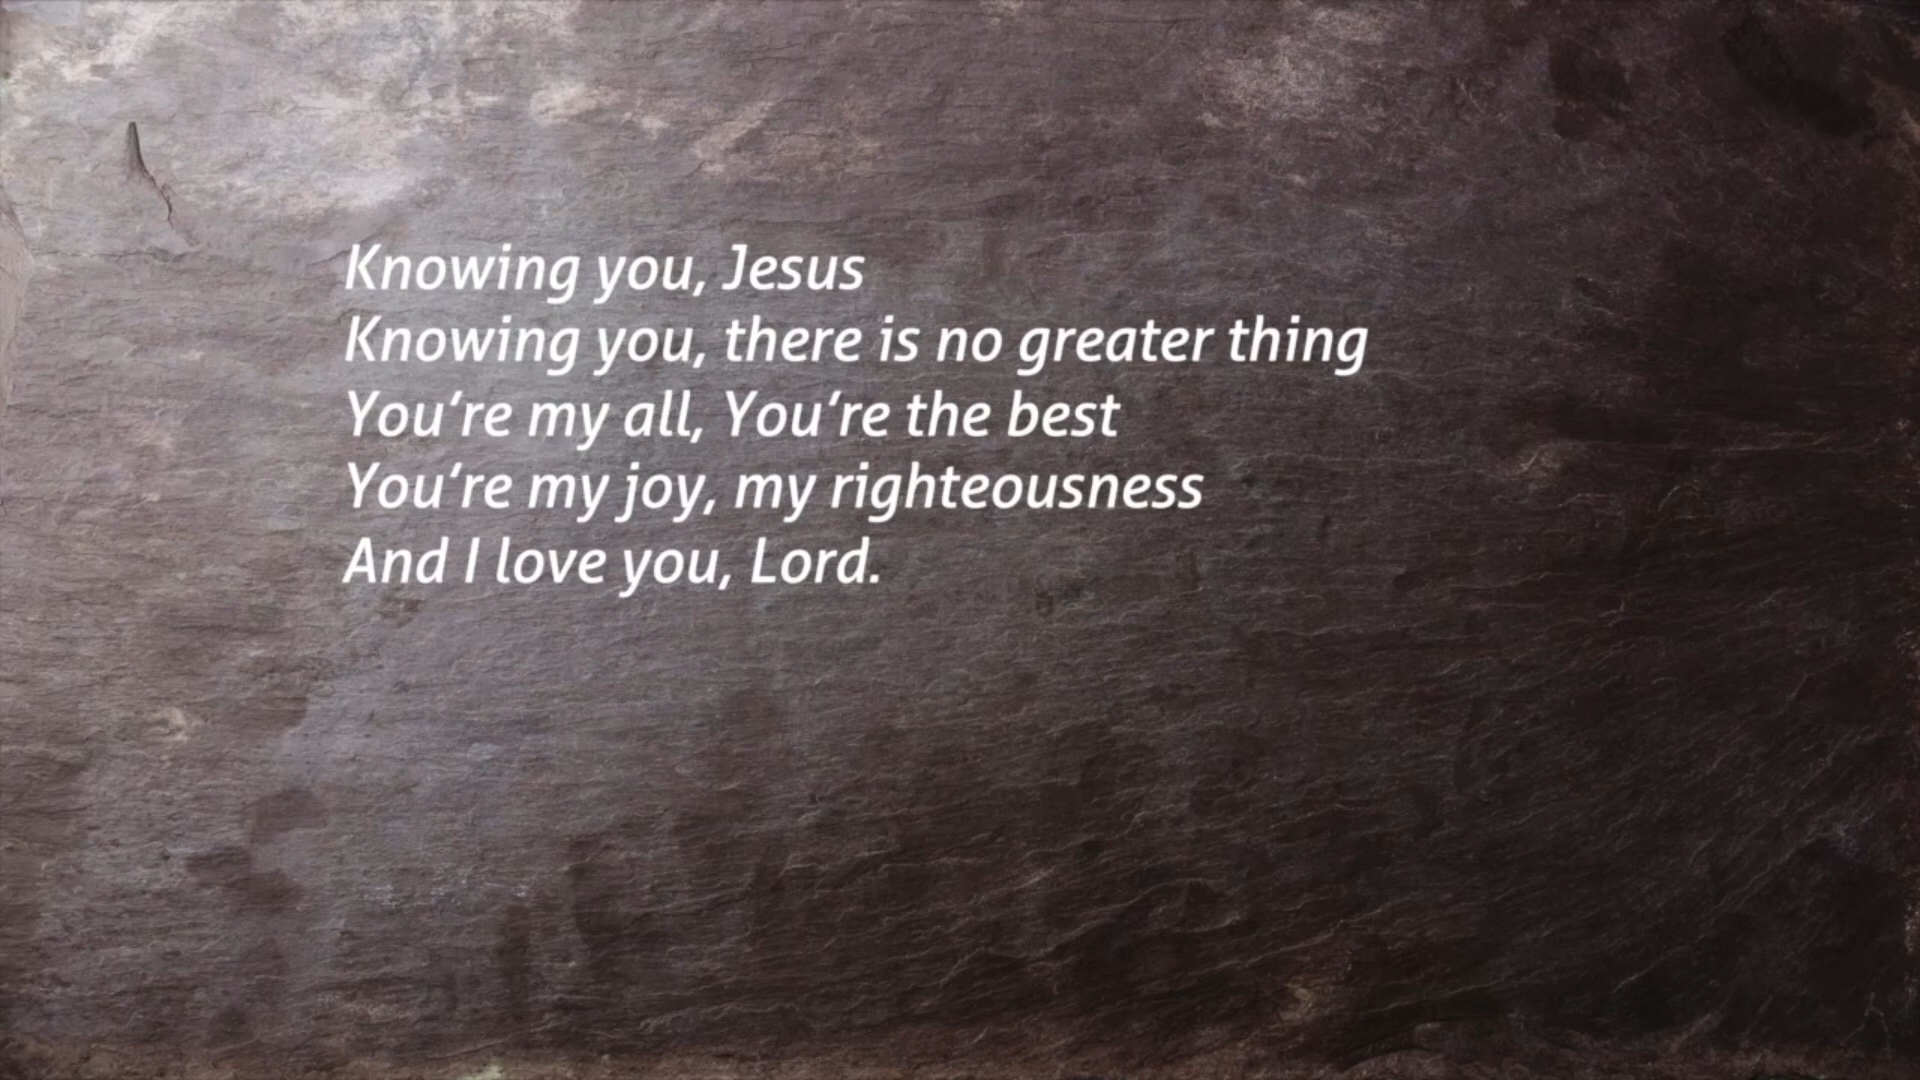 Knowing you, Jesus
Knowing you, there is no greater thing
You’re my all, You’re the best
You’re my joy, my righteousness
And I love you, Lord.